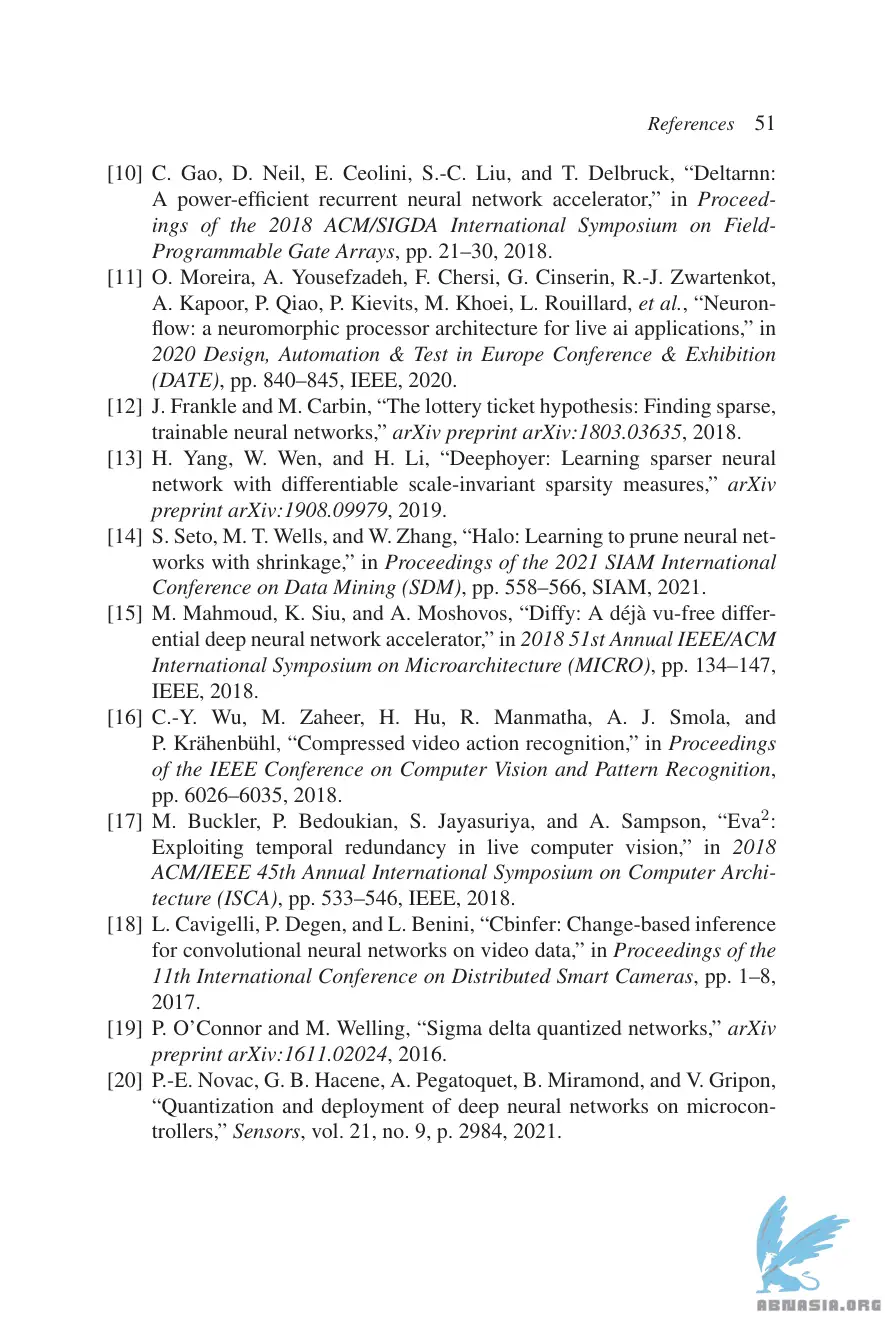 References 51
[10] C. Gao, D. Neil, E. Ceolini, S.-C. Liu, and T. Delbruck, “Deltarnn:
A power-efficient recurrent neural network accelerator,” in Proceed-
ings of the 2018 ACM/SIGDA International Symposium on Field-
Programmable Gate Arrays, pp. 21–30, 2018.
[11] O. Moreira, A. Yousefzadeh, F. Chersi, G. Cinserin, R.-J. Zwartenkot,
A. Kapoor, P. Qiao, P. Kievits, M. Khoei, L. Rouillard, et al., “Neuron-
flow: a neuromorphic processor architecture for live ai applications,” in
2020 Design, Automation & Test in Europe Conference & Exhibition
(DATE), pp. 840–845, IEEE, 2020.
[12] J. Frankle and M. Carbin, “The lottery ticket hypothesis: Finding sparse,
trainable neural networks,” arXiv preprint arXiv:1803.03635, 2018.
[13] H. Yang, W. Wen, and H. Li, “Deephoyer: Learning sparser neural
network with differentiable scale-invariant sparsity measures,” arXiv
preprint arXiv:1908.09979, 2019.
[14] S. Seto, M. T. Wells, and W. Zhang, “Halo: Learning to prune neural net-
works with shrinkage,” in Proceedings of the 2021 SIAM International
Conference on Data Mining (SDM), pp. 558–566, SIAM, 2021.
[15] M. Mahmoud, K. Siu, and A. Moshovos, “Diffy: A déjà vu-free differ-
ential deep neural network accelerator,” in 2018 51st Annual IEEE/ACM
International Symposium on Microarchitecture (MICRO), pp. 134–147,
IEEE, 2018.
[16] C.-Y. Wu, M. Zaheer, H. Hu, R. Manmatha, A. J. Smola, and
P. Krähenbühl, “Compressed video action recognition,” in Proceedings
of the IEEE Conference on Computer Vision and Pattern Recognition,
pp. 6026–6035, 2018.
[17] M. Buckler, P. Bedoukian, S. Jayasuriya, and A. Sampson, “Eva²:
Exploiting temporal redundancy in live computer vision,” in 2018
ACM/IEEE 45th Annual International Symposium on Computer Archi-
tecture (ISCA), pp. 533–546, IEEE, 2018.
[18] L. Cavigelli, P. Degen, and L. Benini, “Cbinfer: Change-based inference
for convolutional neural networks on video data,” in Proceedings of the
11th International Conference on Distributed Smart Cameras, pp. 1–8,
2017.
[19] P. O’Connor and M. Welling, “Sigma delta quantized networks,” arXiv
preprint arXiv:1611.02024, 2016.
[20] P.-E. Novac, G. B. Hacene, A. Pegatoquet, B. Miramond, and V. Gripon,
“Quantization and deployment of deep neural networks on microcon-
trollers,” Sensors, vol. 21, no. 9, p. 2984, 2021.
ABNASIA.ORG